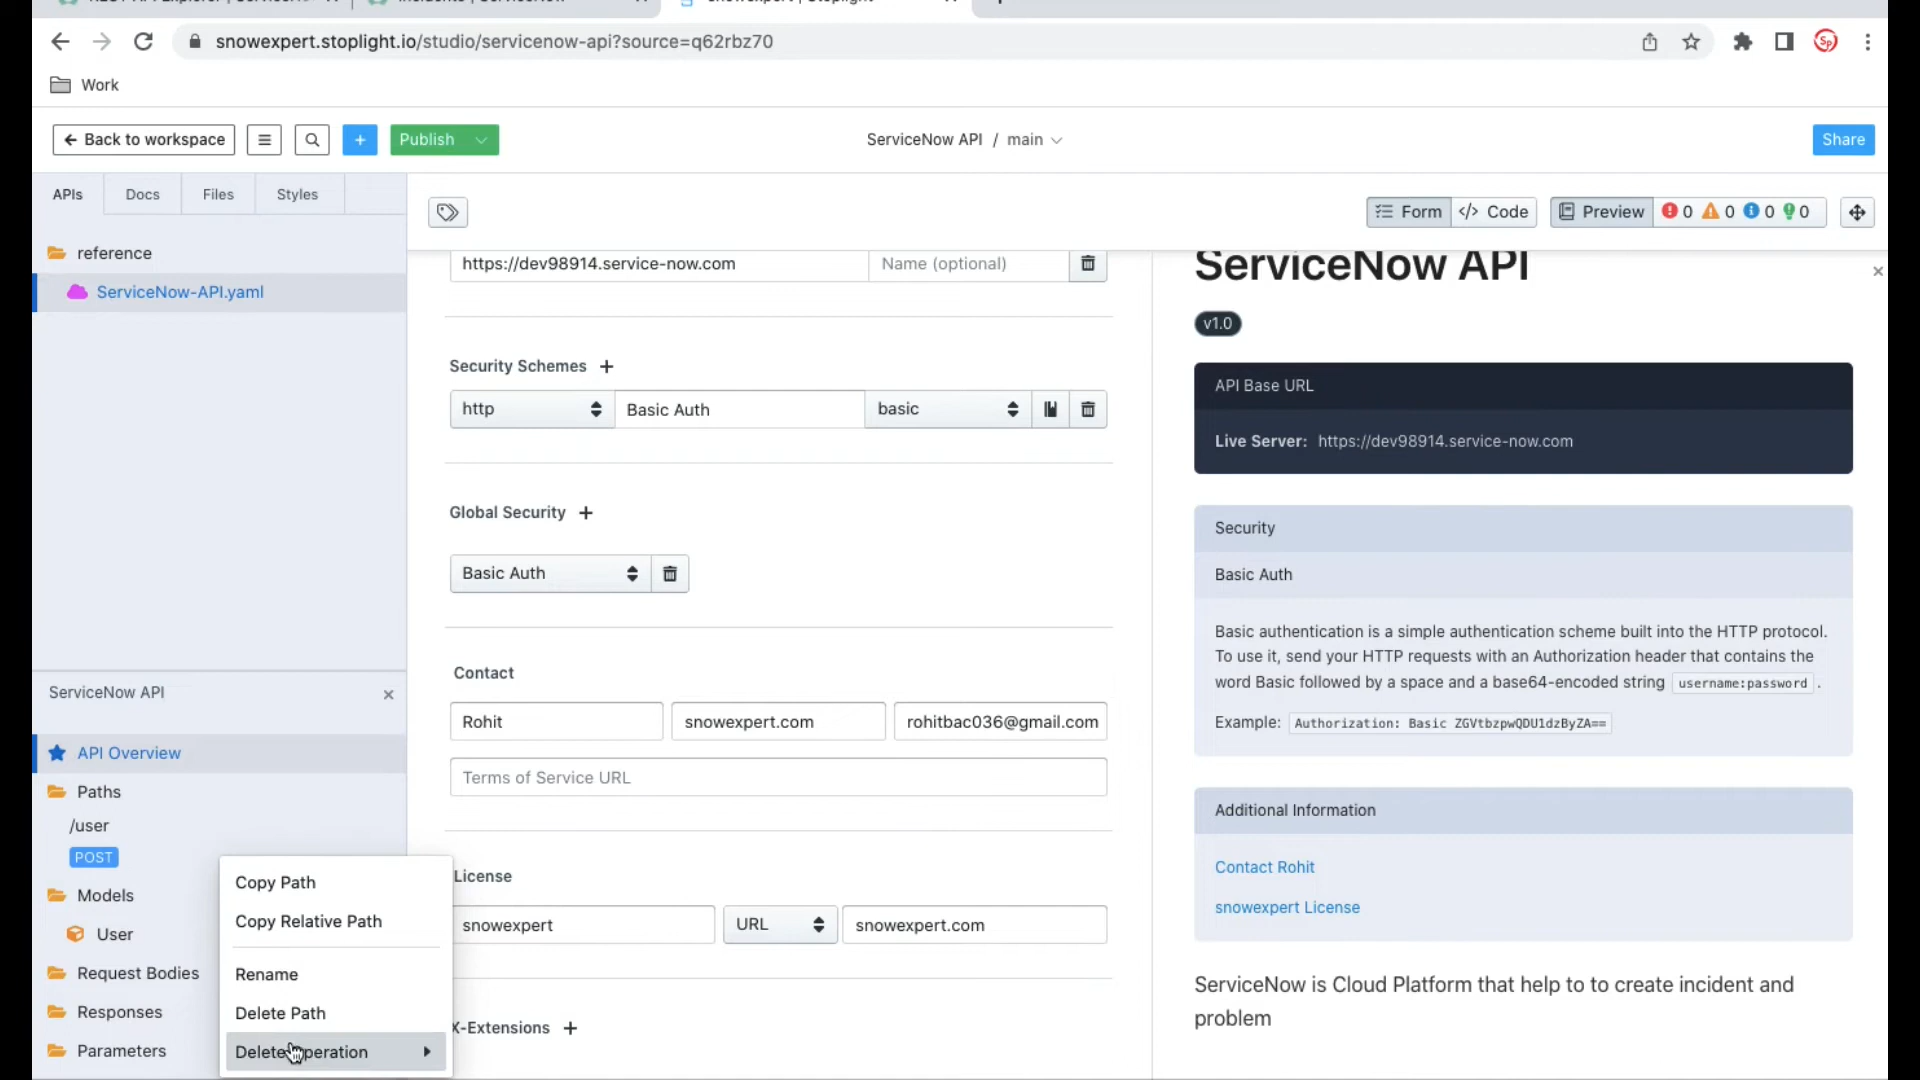 snowexpert.stoplight.io/studio/servicenow-api?source=q62rbz70
Work
Back to workspace
Publish
ServiceNow API / main
Share
APIs Docs Files Styles
Form </> Code Preview 0 0 0 0
reference
ServiceNow-API.yaml
https://dev98914.service-now.com Name (optional)
Security Schemes +
http Basic Auth basic
Global Security +
Basic Auth
Contact
Rohit snowexpert.com rohitbac036@gmail.com
Terms of Service URL
License
snowexpert URL snowexpert.com
X-Extensions +
ServiceNow API
API Overview
Paths
/user
POST
Models
User
Request Bodies
Responses
Parameters
Copy Path
Copy Relative Path
Rename
Delete Path
Delete Operation
ServiceNow API
v1.0
API Base URL
Live Server: https://dev98914.service-now.com
Security
Basic Auth
Basic authentication is a simple authentication scheme built into the HTTP protocol.
To use it, send your HTTP requests with an Authorization header that contains the
word Basic followed by a space and a base64-encoded string username:password .
Example: Authorization: Basic ZGVtbzpwQDU1dzByZA==
Additional Information
Contact Rohit
snowexpert License
ServiceNow is Cloud Platform that help to to create incident and
problem